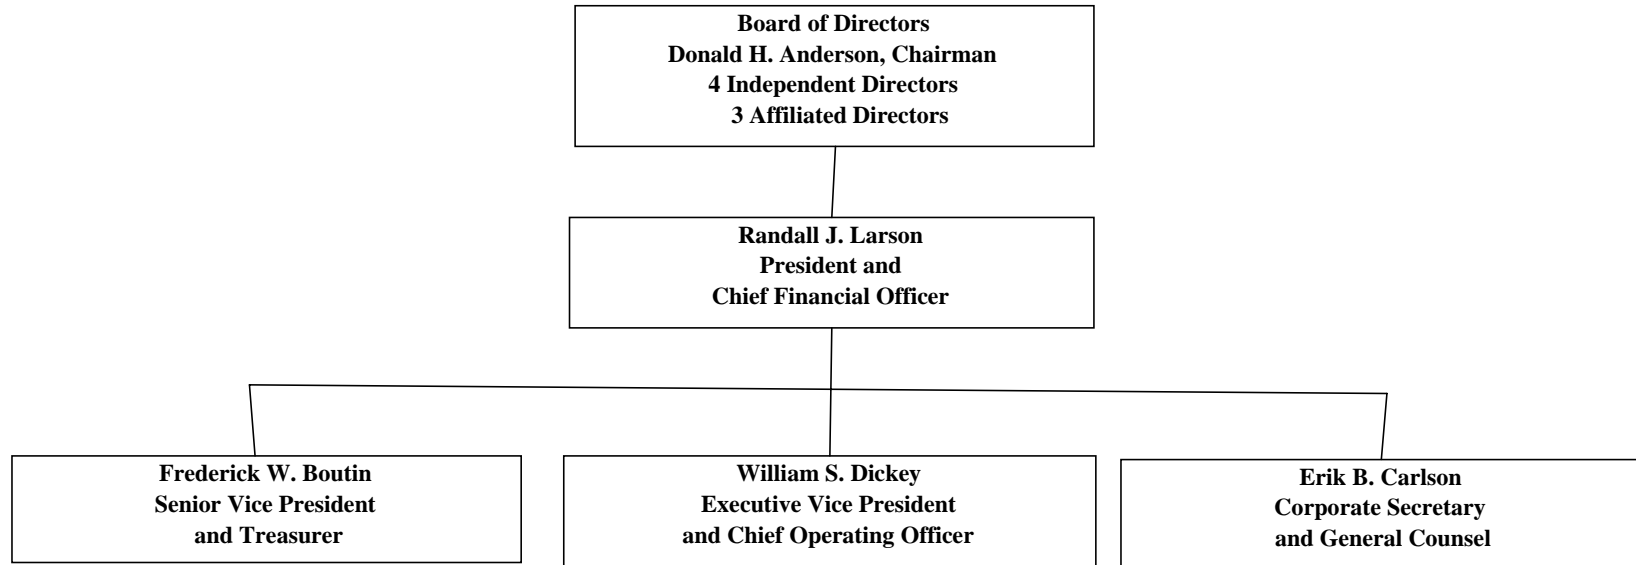 Board of Directors
Donald H. Anderson, Chairman
4 Independent Directors
3 Affiliated Directors
Randall J. Larson
President and
Chief Financial Officer
Frederick W. Boutin
Senior Vice President
and Treasurer
William S. Dickey
Executive Vice President
and Chief Operating Officer
Erik B. Carlson
Corporate Secretary
and General Counsel